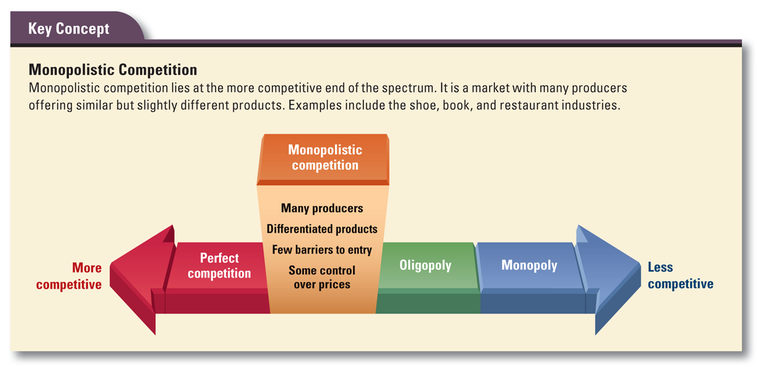 Key Concept
Monopolistic Competition
Monopolistic competition lies at the more competitive end of the spectrum. It is a market with many producers
offering similar but slightly different products. Examples include the shoe, book, and restaurant industries.
Monopolistic
competition
Many producers
Differentiated products
Few barriers to entry
Some control
over prices
More
competitive
Perfect
competition
Oligopoly
Monopoly
Less
competitive